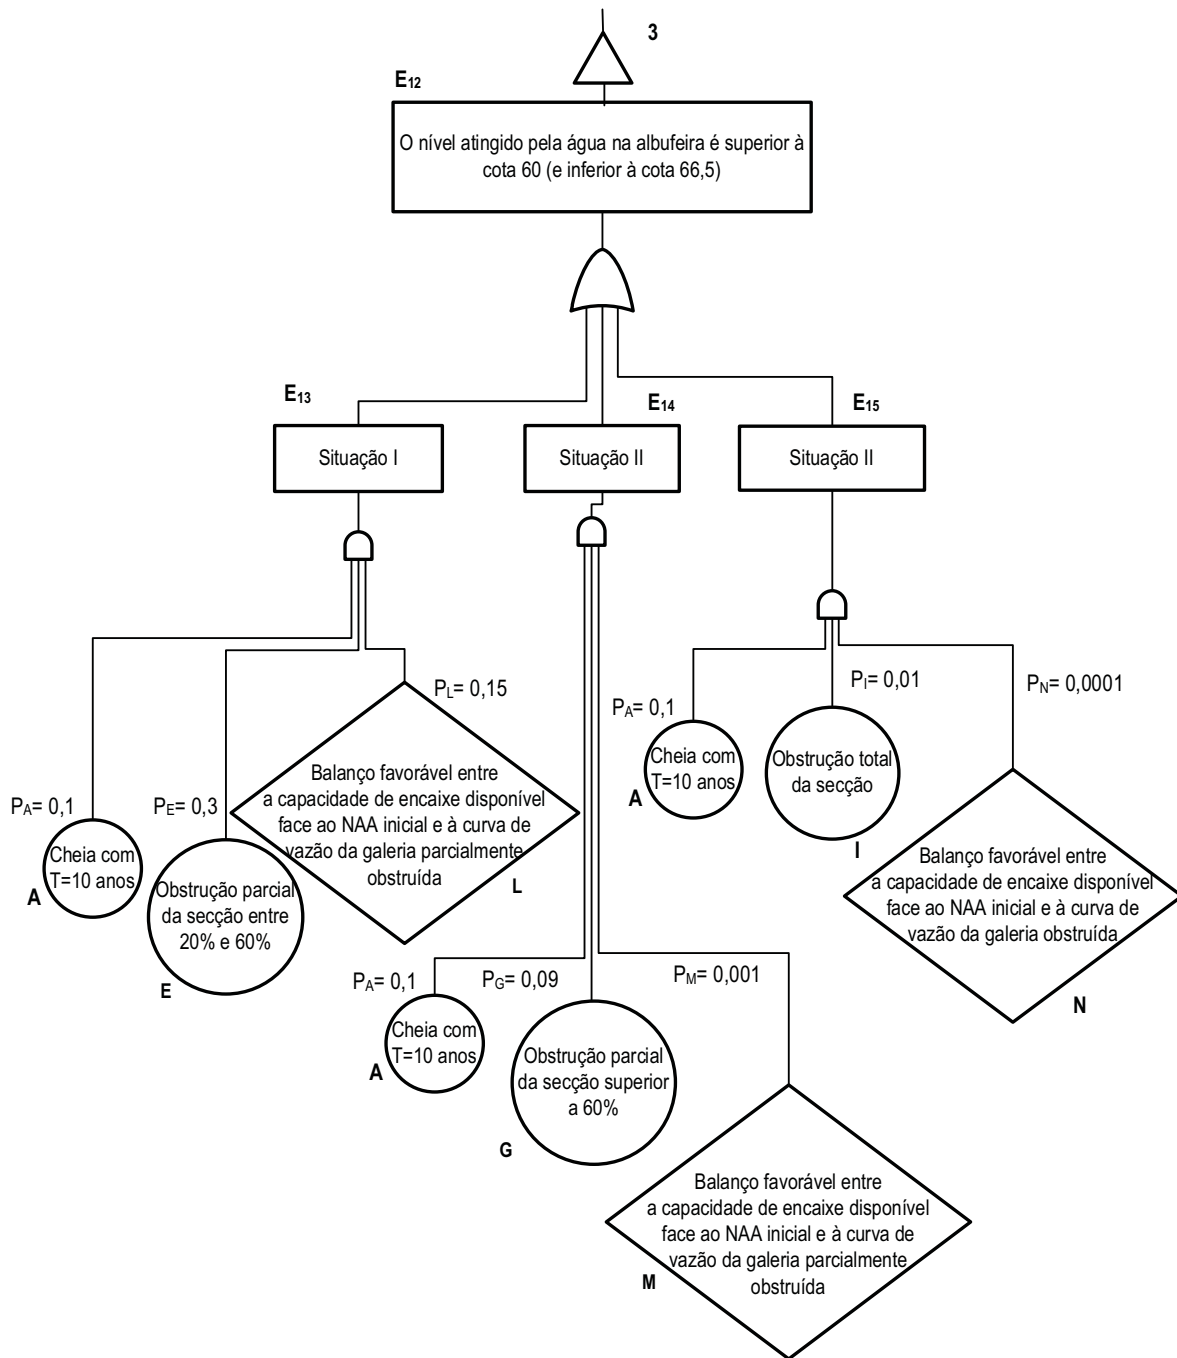 3
E12
O nível atingido pela água na albufeira é superior à
cota 60 (e inferior à cota 66,5)
E13
E14
E15
Situação I
Situação II
Situação II
PL= 0,15
PI= 0,01
PN= 0,0001
PA= 0,1
Cheia com
T=10 anos
A
Obstrução total
da secção
I
Balanço favorável entre
a capacidade de encaixe disponível
face ao NAA inicial e à curva de
vazão da galeria parcialmente
obstruída
L
PA= 0,1
PE= 0,3
Cheia com
T=10 anos
A
Obstrução parcial
da secção entre
20% e 60%
E
Balanço favorável entre
a capacidade de encaixe disponível
face ao NAA inicial e à curva de
vazão da galeria obstruída
N
PA= 0,1
PG= 0,09
PM= 0,001
Cheia com
T=10 anos
A
Obstrução parcial
da secção superior
a 60%
G
Balanço favorável entre
a capacidade de encaixe disponível
face ao NAA inicial e à curva de
vazão da galeria parcialmente
obstruída
M